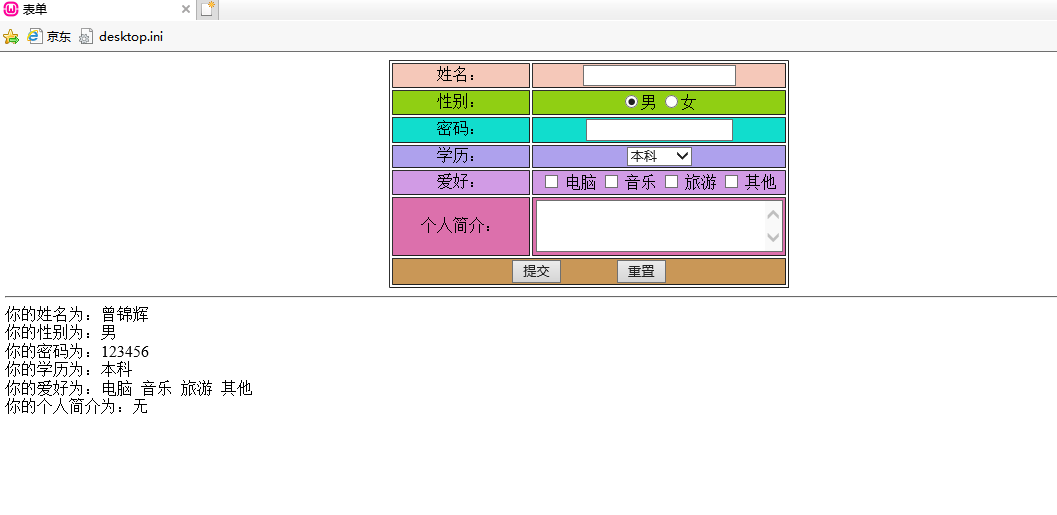 表单
京东 desktop.ini
姓名：
性别： 男 女
密码：
学历： 本科
爱好： 电脑 音乐 旅游 其他
个人简介：
提交 重置
你的姓名为：曾锦辉
你的性别为：男
你的密码为：123456
你的学历为：本科
你的爱好为：电脑 音乐 旅游 其他
你的个人简介为：无